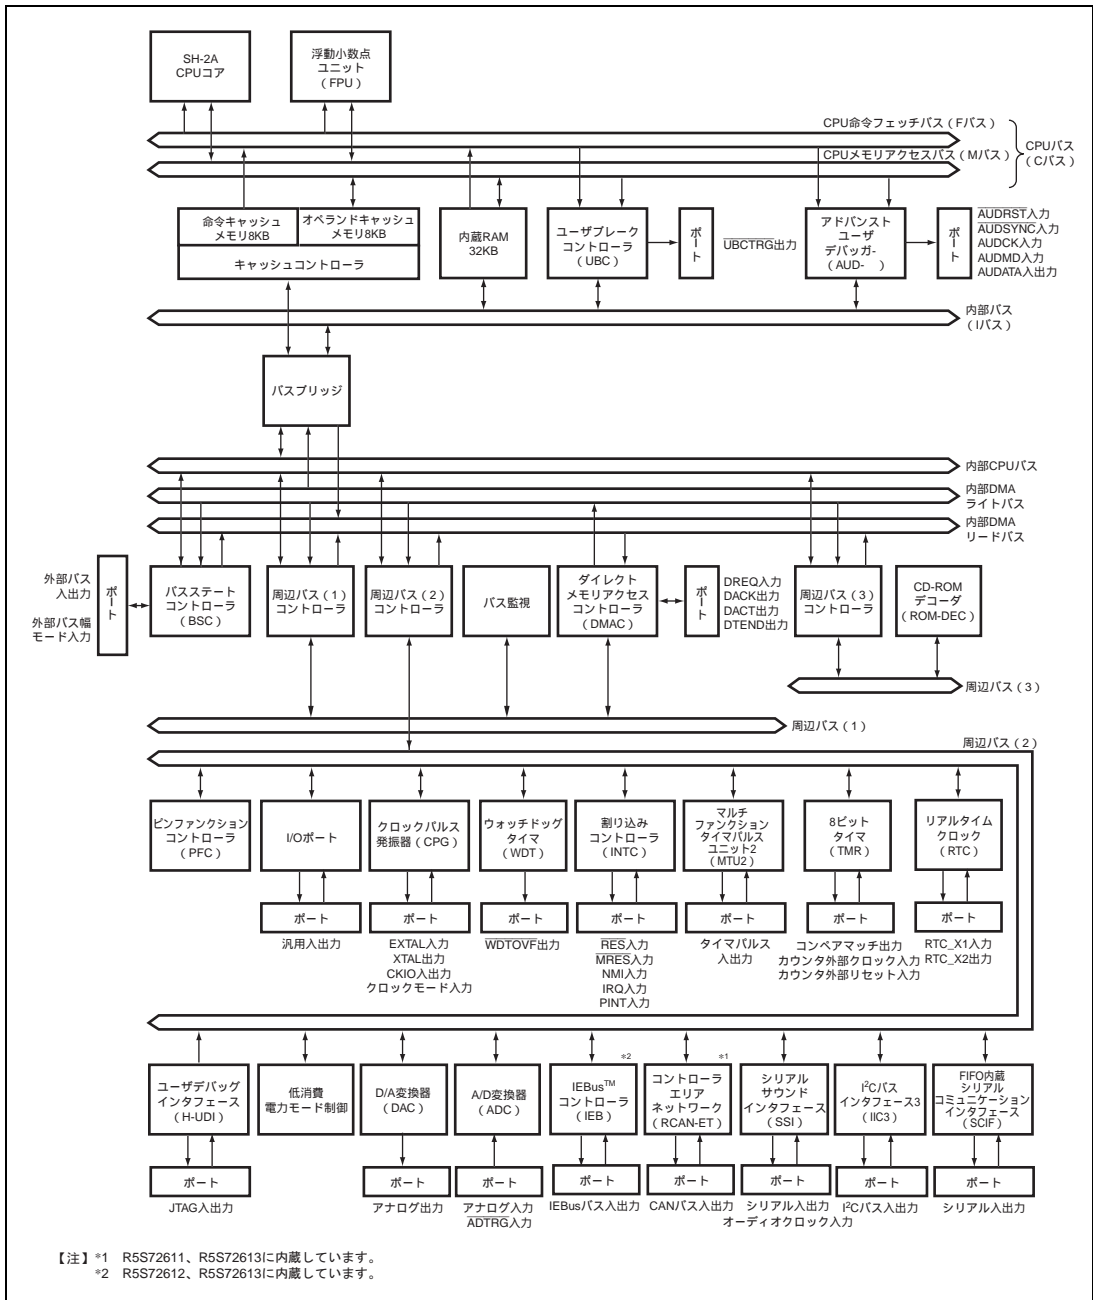 SH-2A
CPUコア
浮動小数点
ユニット
(FPU)
CPU命令フェッチバス(Fバス)
CPUメモリアクセスバス(Mバス)
CPUバス
(Cバス)
命令キャッシュ
メモリ8KB
オペランドキャッシュ
メモリ8KB
キャッシュコントローラ
内蔵RAM
32KB
ユーザブレーク
コントローラ
(UBC)
ポート
UBCTRG出力
アドバンスト
ユーザ
デバッガ-
(AUD- )
ポート
AUDRST入力
AUDSYNC入力
AUDCK入力
AUDMD入力
AUDATA入出力
内部バス
(Iバス)
バスブリッジ
内部CPUバス
内部DMA
ライトバス
内部DMA
リードバス
外部バス
入出力
外部バス幅
モード入力
ポート
バスステート
コントローラ
(BSC)
周辺バス(1)
コントローラ
周辺バス(2)
コントローラ
バス監視
ダイレクト
メモリアクセス
コントローラ
(DMAC)
ポート
DREQ入力
DACK出力
DACT出力
DTEND出力
周辺バス(3)
コントローラ
CD-ROM
デコーダ
(ROM-DEC)
周辺バス(3)
周辺バス(1)
周辺バス(2)
ピンファンクション
コントローラ
(PFC)
I/Oポート
クロックパルス
発振器(CPG)
ウォッチドッグ
タイマ
(WDT)
割り込み
コントローラ
(INTC)
マルチ
ファンクション
タイマパルス
ユニット2
(MTU2)
8ビット
タイマ
(TMR)
リアルタイム
クロック
(RTC)
ポート
ポート
ポート
ポート
ポート
ポート
ポート
汎用入出力
EXTAL入力
XTAL出力
CKIO入出力
クロックモード入力
WDTOVF出力
RES入力
MRES入力
NMI入力
IRQ入力
PINT入力
タイマパルス
入出力
コンペアマッチ出力
カウンタ外部クロック入力
カウンタ外部リセット入力
RTC_X1入力
RTC_X2出力
*2
*1
ユーザデバッグ
インタフェース
(H-UDI)
低消費
電力モード制御
D/A変換器
(DAC)
A/D変換器
(ADC)
IEBus™
コントローラ
(IEB)
コントローラ
エリア
ネットワーク
(RCAN-ET)
シリアル
サウンド
インタフェース
(SSI)
I²Cバス
インタフェース3
(IIC3)
FIFO内蔵
シリアル
コミュニケーション
インタフェース
(SCIF)
ポート
ポート
ポート
ポート
ポート
ポート
ポート
ポート
JTAG入出力
アナログ出力
アナログ入力
ADTRG入力
IEBusバス入出力
CANバス入出力
シリアル入出力
オーディオクロック入力
I²Cバス入出力
シリアル入出力
【注】*1 R5S72611、R5S72613に内蔵しています。
*2 R5S72612、R5S72613に内蔵しています。